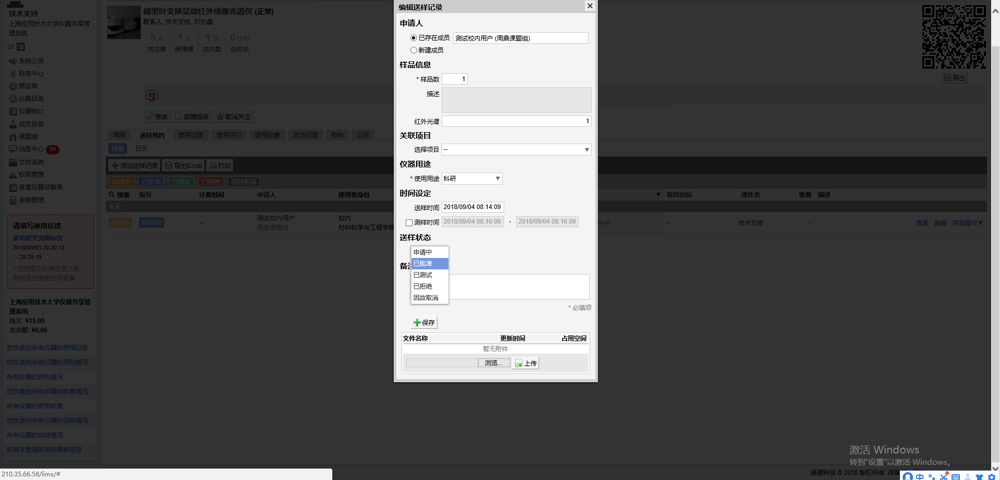 技术支持
上海应用技术大学仪器共享管
理系统
系统公告
财务中心
黑名单
仪器目录
仪器统计
成员目录
课题组
消息中心 99
文件系统
权限管理
贵重仪器设备表
报销管理
请填写使用反馈
多功能荧光酶标仪
2018/09/03 20:20:16
- 20:20:19
* 在您提交反馈信息之前,
您将无法使用任何设备.
上海应用技术大学仪器共享管
理系统
拖欠: ¥15.00
总余额: ¥0.00
您负责的所有仪器的使用记录
您负责的所有仪器的预约情况
所有仪器的预约情况
您负责的所有仪器的收费情况
所有仪器的使用收费
您负责的所有仪器的送样情况
所有仪器的送样情况
您有未查看的系统更新信息
傅里叶变换显微红外成像光谱仪 (正常)
联系人: 技术支持, 刘兆鑫
5 人 1 人 1 次 0 小时
关注者 使用者 总次数 总时长
导出
修改 故障报告 取消关注
常规 送样预约 使用记录 使用评价 使用收费 状态记录 附件 公告
列表 日历
添加送样记录 导出Excel 打印
申请中 已批准 已测试 已拒绝 因故取消
搜索 编号 计费时间 申请人 使用者身份 取样时间 操作者 收费 描述
今天
申请中 000096 -- 测试校内用户 校内 14:09 -- 技术支持 -- 查看 · 编辑 · 其他操作▼
周鼎课题组 材料科学与工程学院
编辑送样记录
申请人
已存在成员 测试校内用户 (周鼎课题组)
新建成员
样品信息
* 样品数 1
描述
红外光谱 1
关联项目
选择项目 --
仪器用途
* 使用用途 科研
时间设定
送样时间 2018/09/04 08:14:09
测样时间 2018/09/04 08:16:09 - 2018/09/04 08:16:09
送样状态
申请中
已批准
已测试
已拒绝
因故取消
* 必填项
保存
文件名称 更新时间 占用空间
暂无附件
浏览... 上传
激活 Windows
转到"设置"以激活 Windows。
基理科技 © 2018 版权所有. 保留
210.35.66.58/lims/#
中